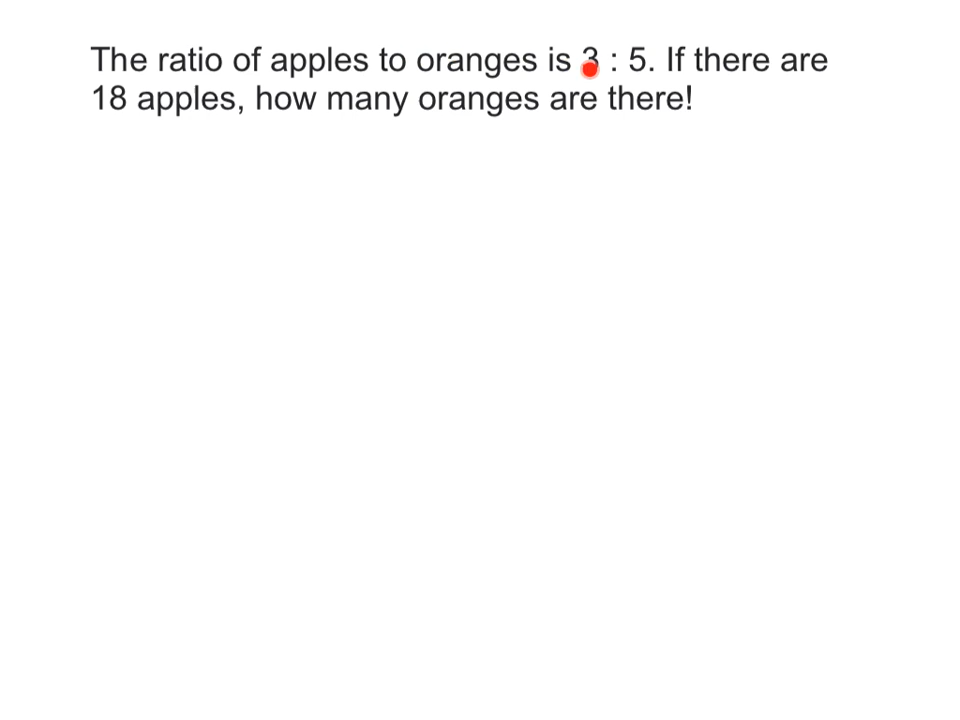 The ratio of apples to oranges is 3 : 5. If there are
18 apples, how many oranges are there!